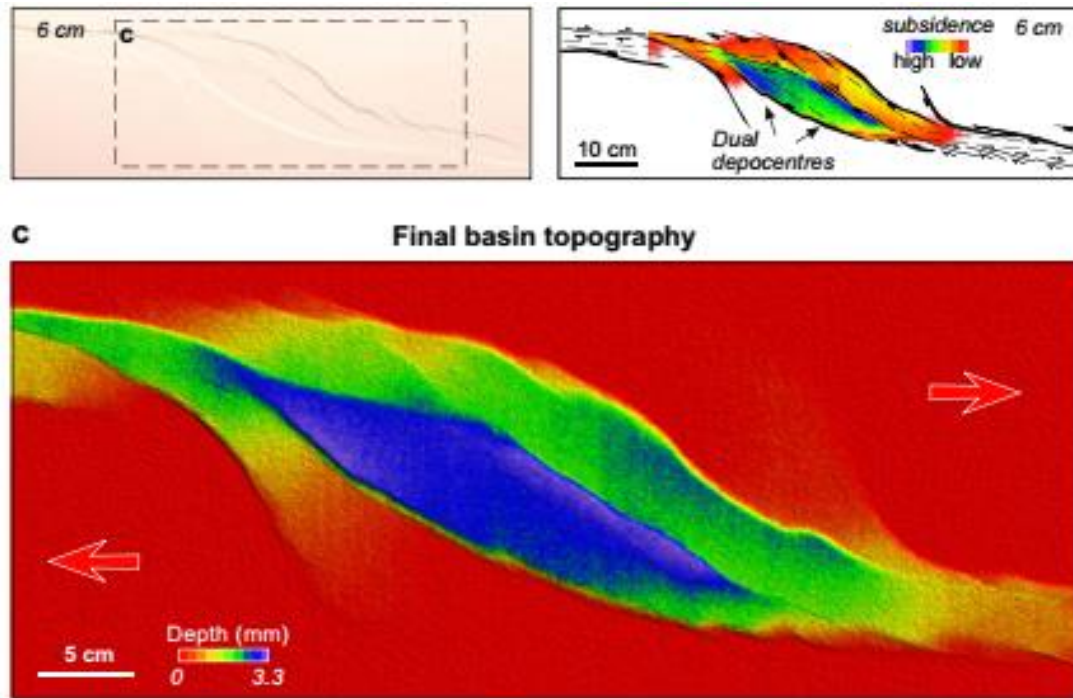 6 cm
c
subsidence 6 cm
high low
Dual
depocentres
10 cm
c
Final basin topography
Depth (mm)
0 3.3
5 cm